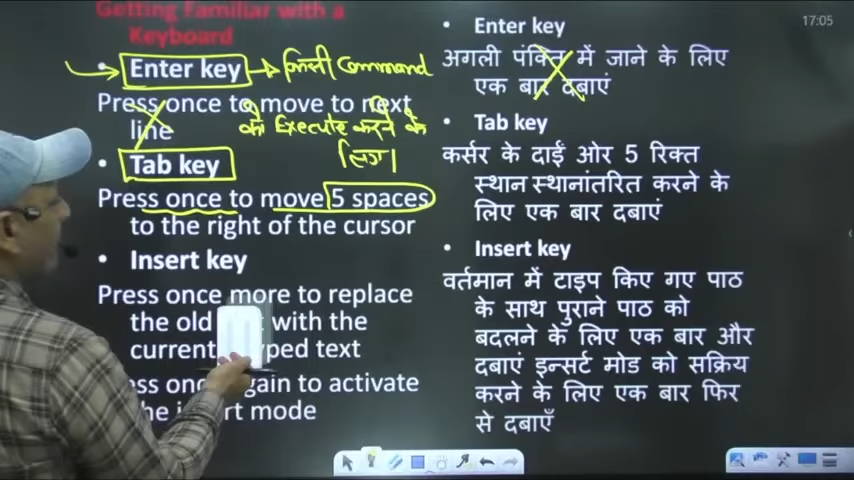 Getting Familiar with a
Keyboard
• Enter key → किसी Command
को Execute करने के
लिए।
Press once to move to next
line
• Tab key
Press once to move 5 spaces
to the right of the cursor
• Insert key
Press once more to replace
the old with the
current typed text
once again to activate
the insert mode
• Enter key
अगली पंक्ति में जाने के लिए
एक बार दबाएं
• Tab key
कर्सर के दाईं ओर 5 रिक्त
स्थान स्थानांतरित करने के
लिए एक बार दबाएं
• Insert key
वर्तमान में टाइप किए गए पाठ
के साथ पुराने पाठ को
बदलने के लिए एक बार और
दबाएं इन्सर्ट मोड को सक्रिय
करने के लिए एक बार फिर
से दबाएँ
17:05